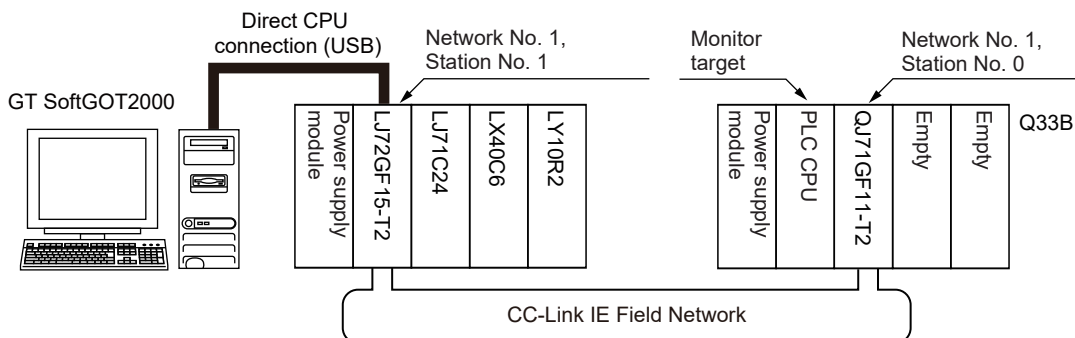 Direct CPU
connection (USB)
Network No. 1,
Station No. 1
Monitor
target
Network No. 1,
Station No. 0
GT SoftGOT2000
Power supply
module
LJ72GF15-T2
LJ71C24
LX40C6
LY10R2
Power supply
module
PLC CPU
QJ71GF11-T2
Empty
Empty
Q33B
CC-Link IE Field Network